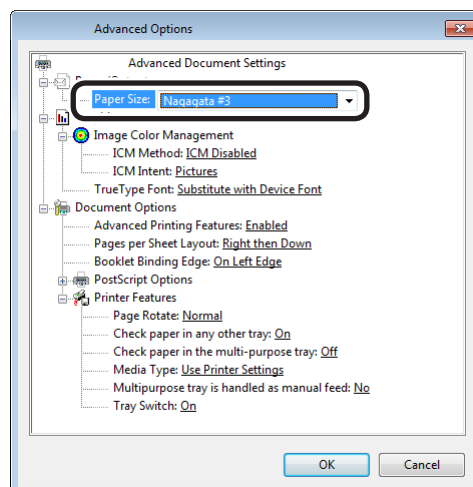 Advanced Options
Advanced Document Settings
Paper Size: Nagagata #3
Image Color Management
ICM Method: ICM Disabled
ICM Intent: Pictures
TrueType Font: Substitute with Device Font
Document Options
Advanced Printing Features: Enabled
Pages per Sheet Layout: Right then Down
Booklet Binding Edge: On Left Edge
PostScript Options
Printer Features
Page Rotate: Normal
Check paper in any other tray: On
Check paper in the multi-purpose tray: Off
Media Type: Use Printer Settings
Multipurpose tray is handled as manual feed: No
Tray Switch: On
OK
Cancel